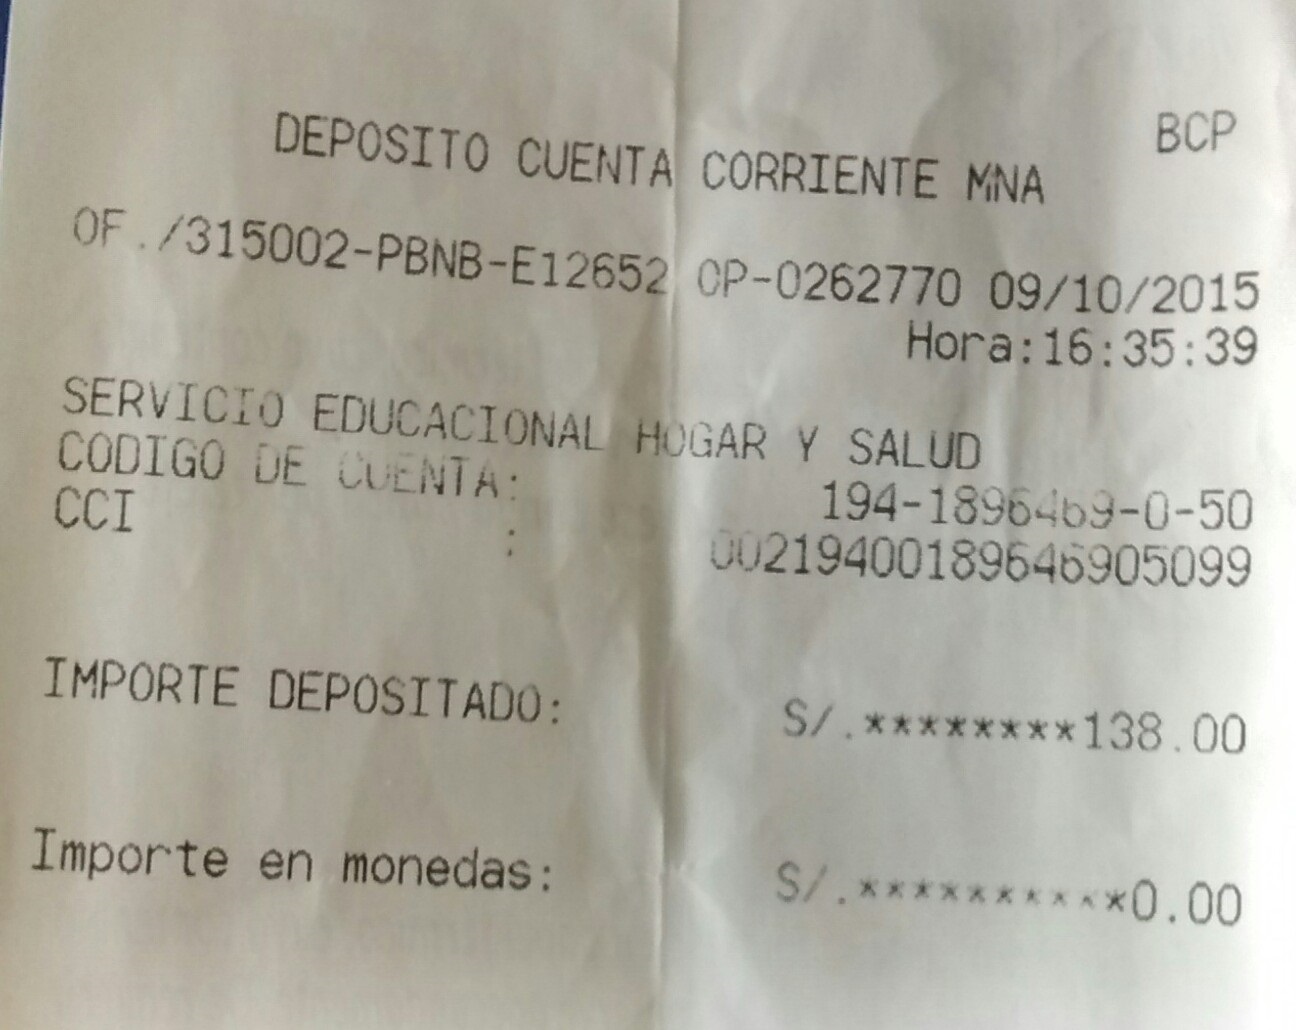 BCP
DEPOSITO CUENTA CORRIENTE MNA
OF./315002-PBNB-E12652 OP-0262770 09/10/2015
Hora:16:35:39
SERVICIO EDUCACIONAL HOGAR Y SALUD
CODIGO DE CUENTA: 194-1896469-0-50
CCI : 00219400189646905099
IMPORTE DEPOSITADO: S/.********138.00
Importe en monedas: S/.**********0.00